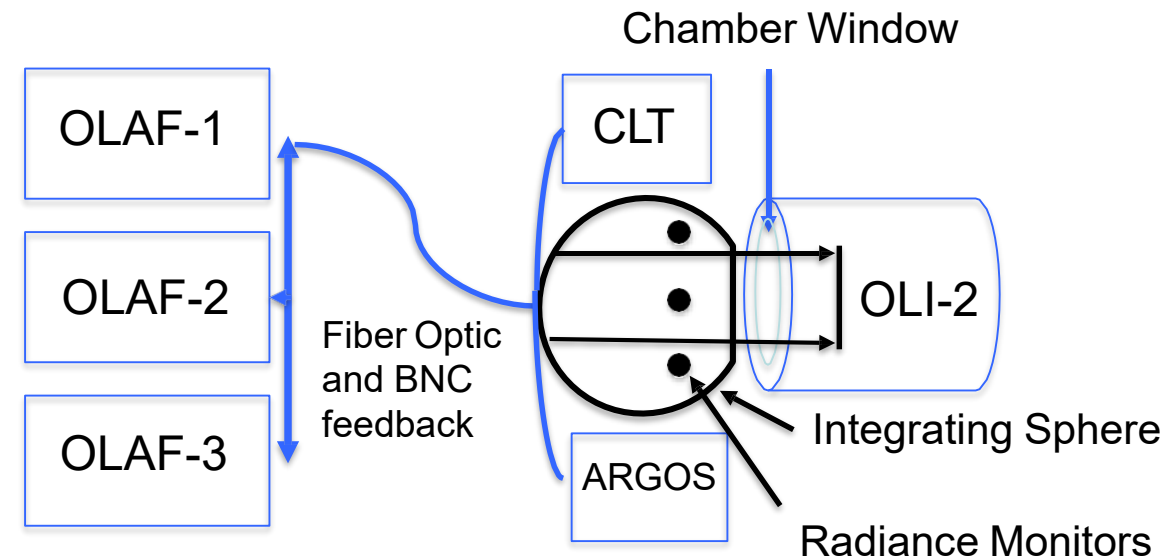 Chamber Window
OLAF-1
CLT
OLAF-2
OLI-2
Fiber Optic
and BNC
feedback
Integrating Sphere
OLAF-3
ARGOS
Radiance Monitors